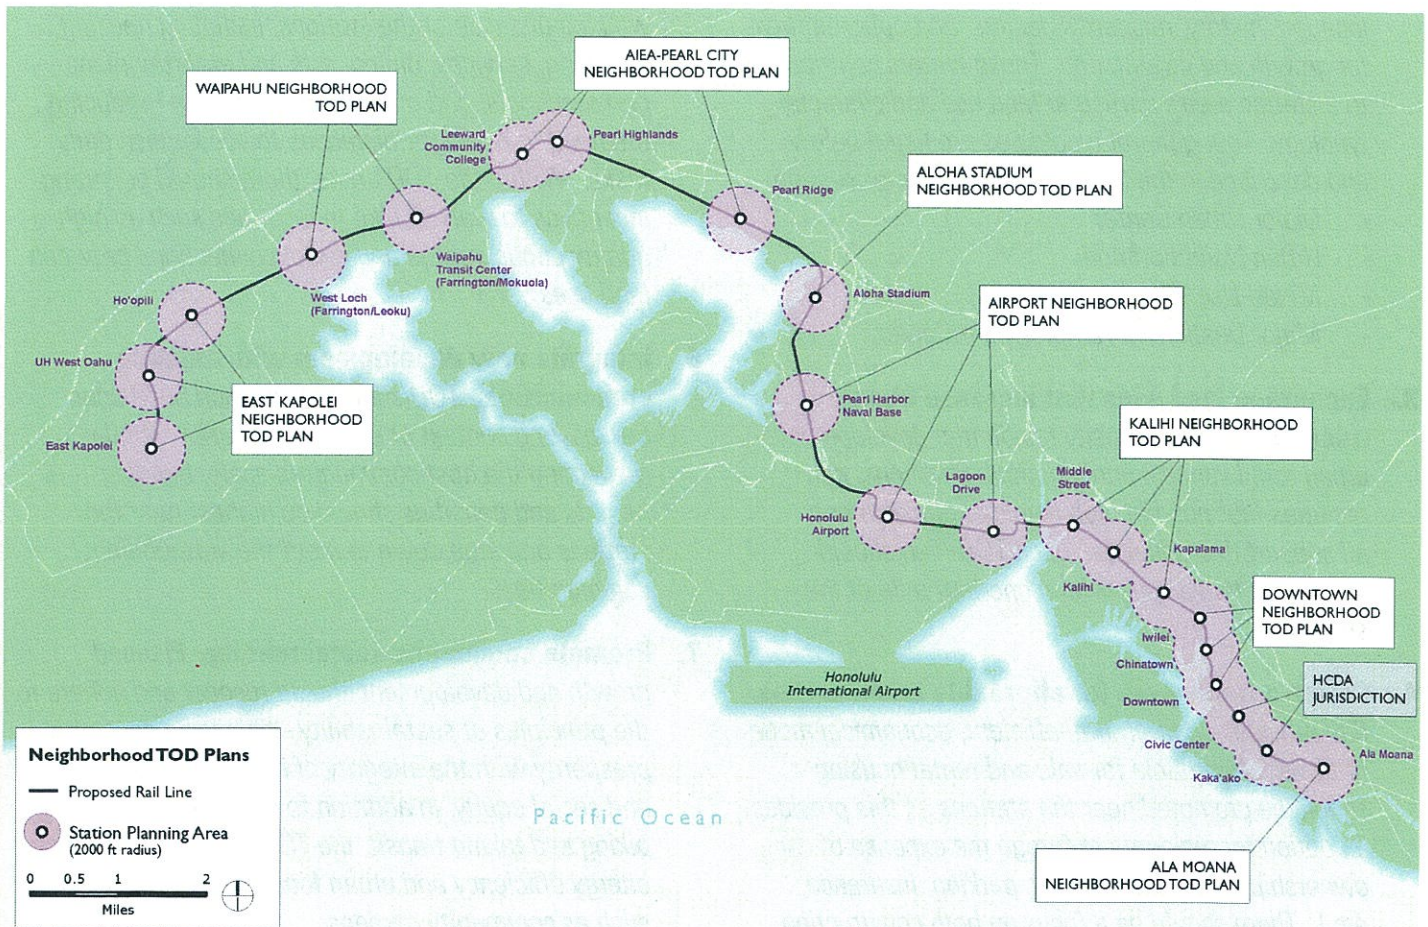 AIEA-PEARL CITY
NEIGHBORHOOD TOD PLAN
WAIPAHU NEIGHBORHOOD
TOD PLAN
Leeward
Community
College
Pearl Highlands
ALOHA STADIUM
NEIGHBORHOOD TOD PLAN
Pearl Ridge
Waipahu
Transit Center
(Farrington/Mokuola)
Ho'opili
West Loch
(Farrington/Leoku)
Aloha Stadium
AIRPORT NEIGHBORHOOD
TOD PLAN
UH West Oahu
EAST KAPOLEI
NEIGHBORHOOD
TOD PLAN
East Kapolei
Pearl Harbor
Naval Base
KALIHI NEIGHBORHOOD
TOD PLAN
Lagoon
Drive
Middle
Street
Honolulu
Airport
Kapalama
Kalihi
DOWNTOWN
NEIGHBORHOOD
TOD PLAN
Iwilei
Chinatown
Downtown
HCDA
JURISDICTION
Honolulu
International Airport
Civic Center
Kaka'ako
Ala Moana
Pacific Ocean
ALA MOANA
NEIGHBORHOOD TOD PLAN
Neighborhood TOD Plans
Proposed Rail Line
Station Planning Area
(2000 ft radius)
0 0.5 1 2
Miles